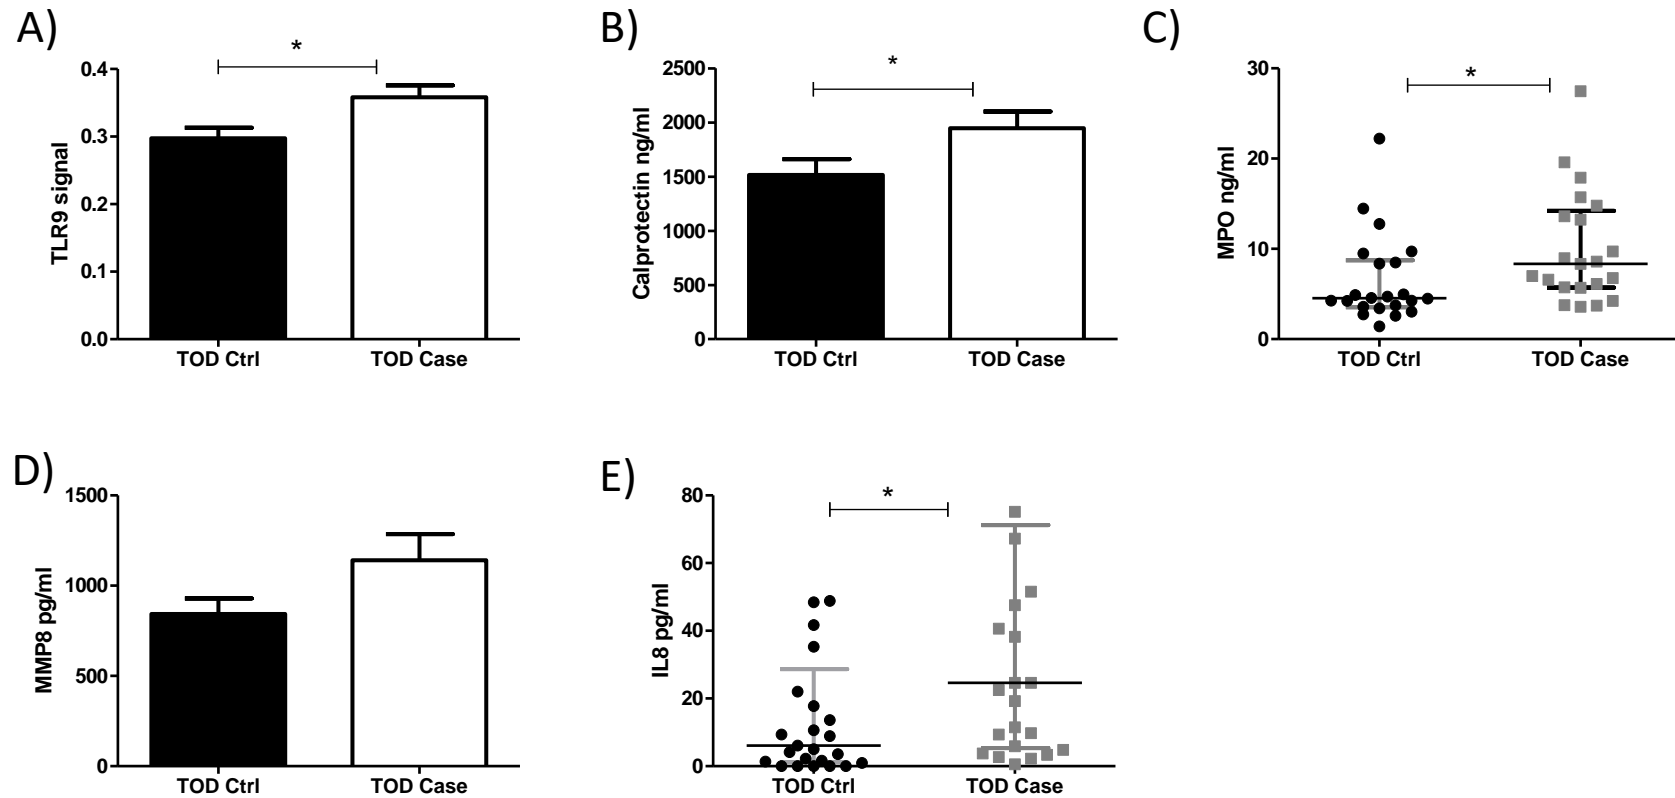 A)
*
TLR9 signal
0.4
0.3
0.2
0.1
0.0
TOD Ctrl TOD Case
B)
*
Calprotectin ng/ml
2500
2000
1500
1000
500
0
TOD Ctrl TOD Case
C)
*
MPO ng/ml
30
20
10
0
TOD Ctrl TOD Case
D)
MMP8 pg/ml
1500
1000
500
0
TOD Ctrl TOD Case
E)
*
IL8 pg/ml
80
60
40
20
0
TOD Ctrl TOD Case